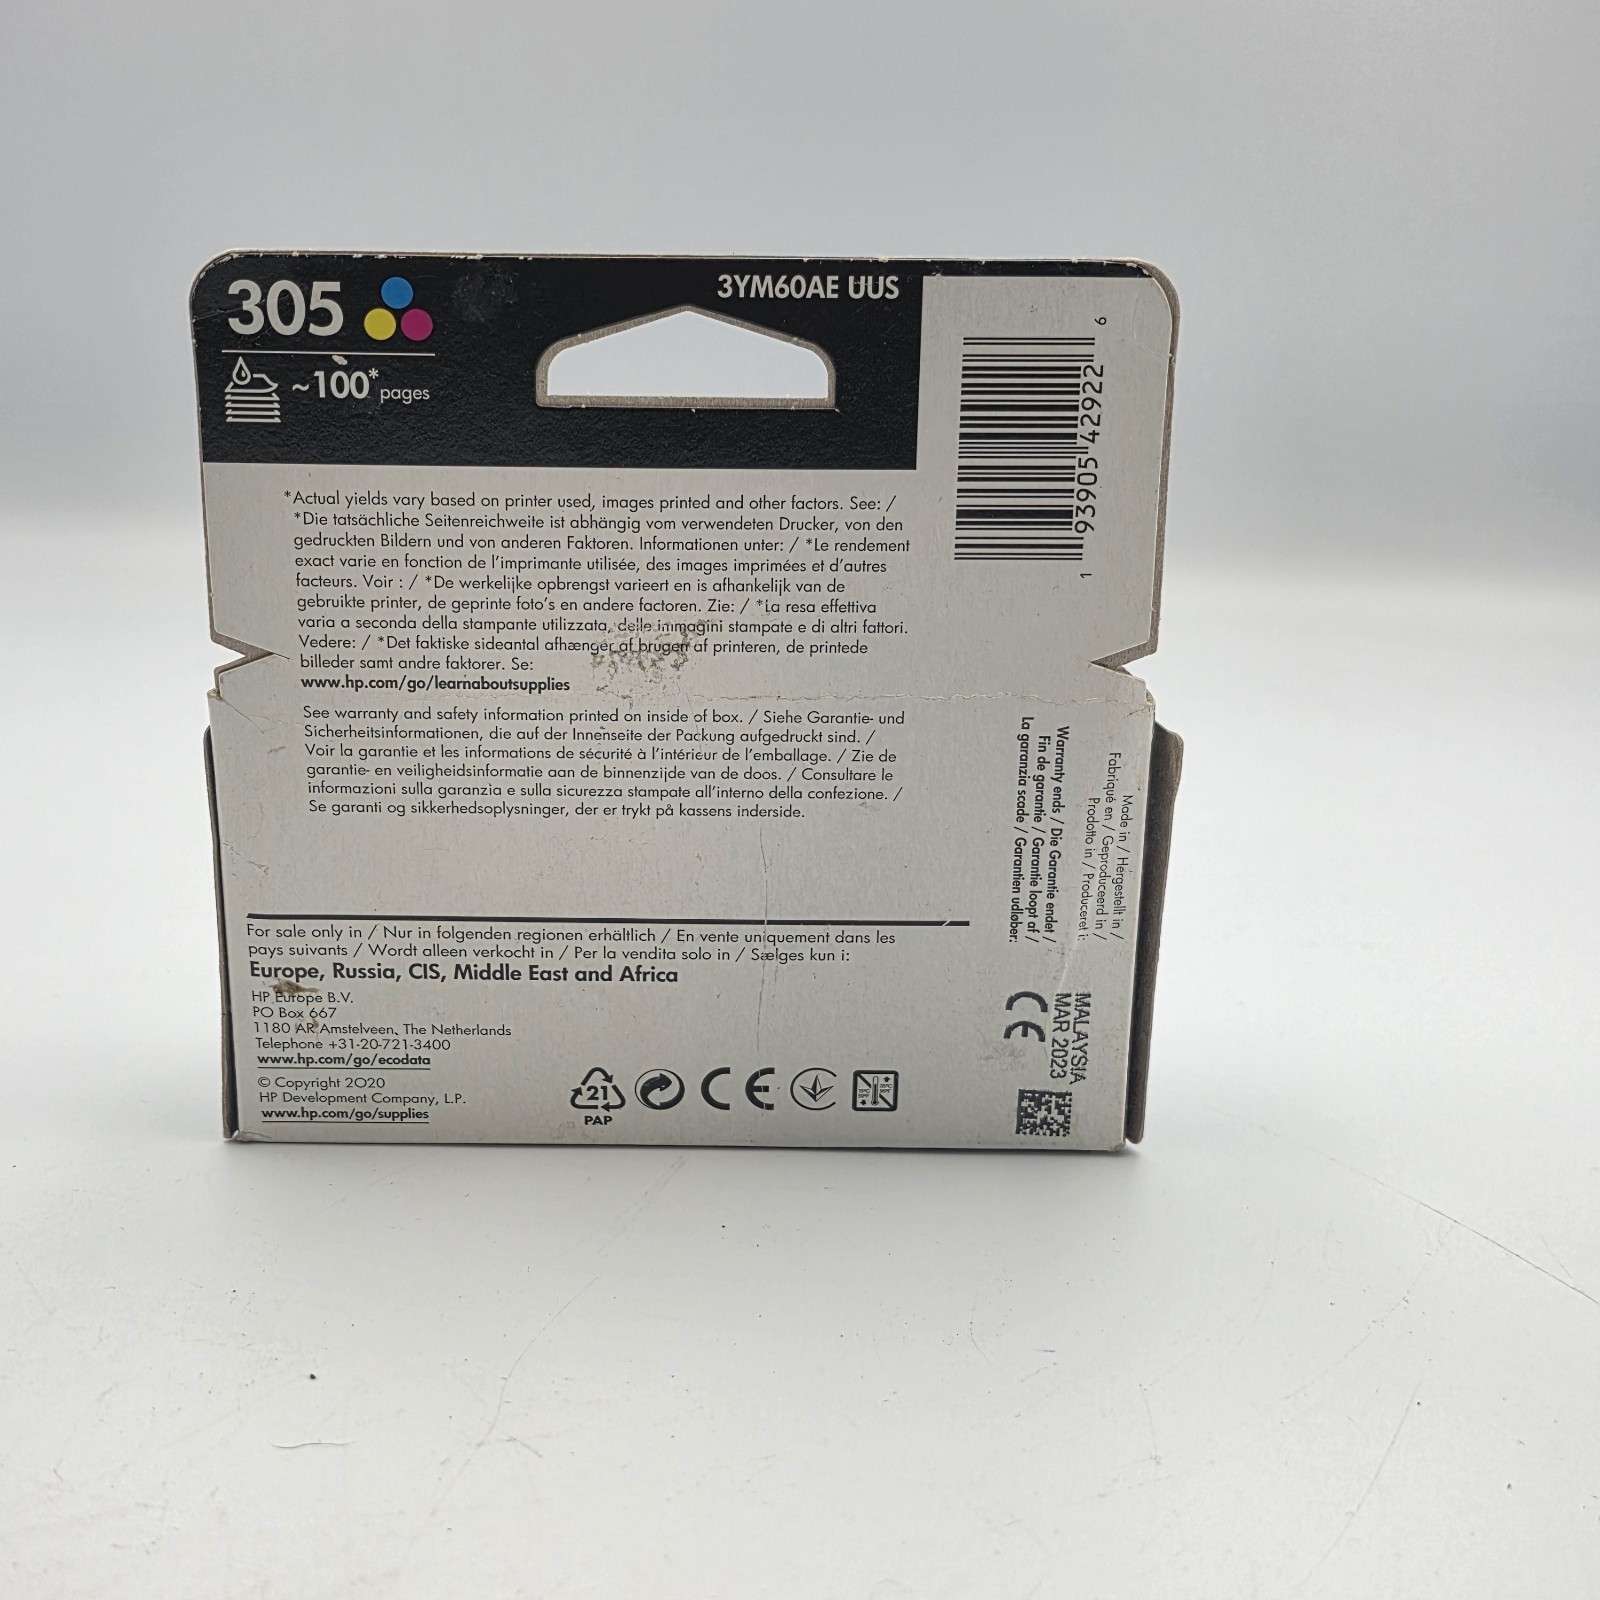 305
3YM60AE UUS
~100* pages
1 93905 42922 6
*Actual yields vary based on printer used, images printed and other factors. See: /
*Die tatsächliche Seitenreichweite ist abhängig vom verwendeten Drucker, von den
gedruckten Bildern und von anderen Faktoren. Informationen unter: / *Le rendement
exact varie en fonction de l'imprimante utilisée, des images imprimées et d'autres
facteurs. Voir : / *De werkelijke opbrengst varieert en is afhankelijk van de
gebruikte printer, de geprinte foto's en andere factoren. Zie: / *La resa effettiva
varia a seconda della stampante utilizzata, delle immagini stampate e di altri fattori.
Vedere: / *Det faktiske sideantal afhænger af brugen af printeren, de printede
billeder samt andre faktorer. Se:
www.hp.com/go/learnaboutsupplies
See warranty and safety information printed on inside of box. / Siehe Garantie- und
Sicherheitsinformationen, die auf der Innenseite der Packung aufgedruckt sind. /
Voir la garantie et les informations de sécurité à l'intérieur de l'emballage. / Zie de
garantie- en veiligheidsinformatie aan de binnenzijde van de doos. / Consultare le
informazioni sulla garanzia e sulla sicurezza stampate all'interno della confezione. /
Se garanti og sikkerhedsoplysninger, der er trykt på kassens inderside.
Made in / Hergestellt in /
Fabriqué en / Geproduceerd in /
Prodotto in / Produceret i:
Warranty ends / Die Garantie endet /
Fin de garantie / Garantie loopt af /
La garanzia scade / Garantien udløber:
MALAYSIA
MAR 2023
CE
For sale only in / Nur in folgenden regionen erhältlich / En vente uniquement dans les
pays suivants / Wordt alleen verkocht in / Per la vendita solo in / Sælges kun i:
Europe, Russia, CIS, Middle East and Africa
HP Europe B.V.
PO Box 667
1180 AR Amstelveen, The Netherlands
Telephone +31-20-721-3400
www.hp.com/go/ecodata
© Copyright 2020
HP Development Company, L.P.
www.hp.com/go/supplies
21
PAP
CE